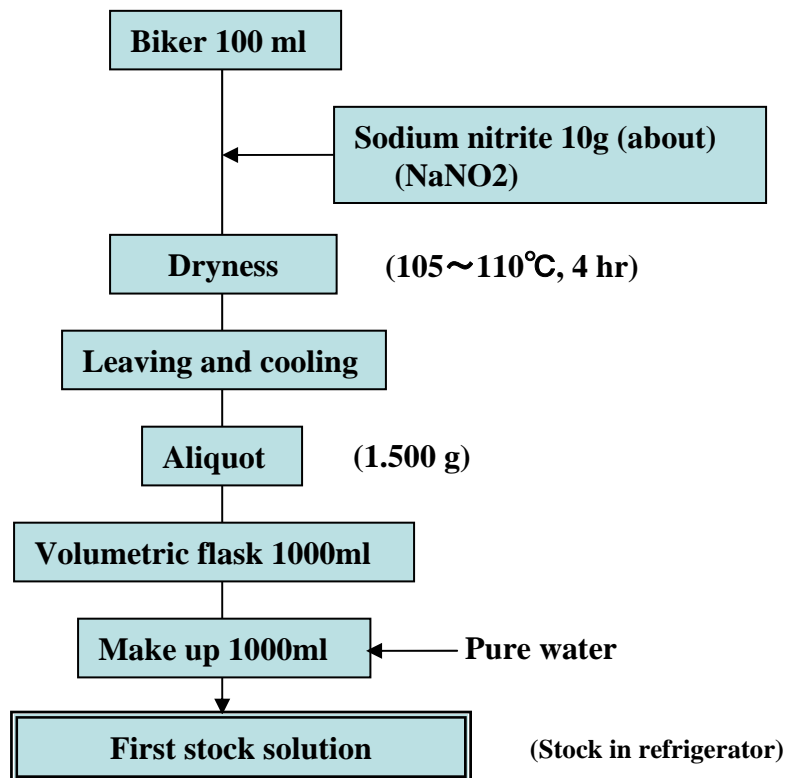 Biker 100 ml
Sodium nitrite 10g (about)
(NaNO2)
Dryness
(105～110℃, 4 hr)
Leaving and cooling
Aliquot
(1.500 g)
Volumetric flask 1000ml
Make up 1000ml
Pure water
First stock solution
(Stock in refrigerator)